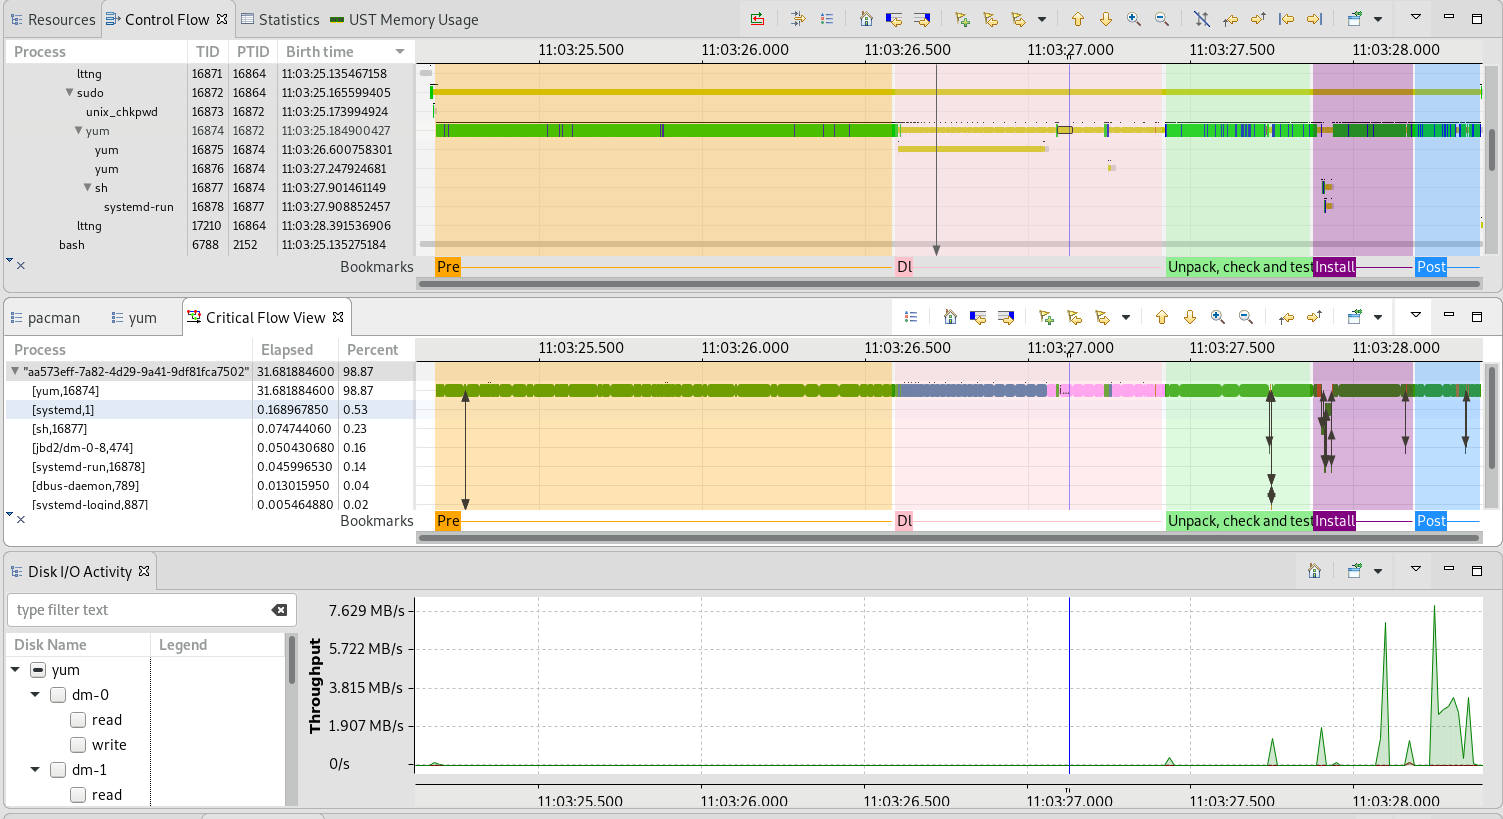 Resources Control Flow Statistics UST Memory Usage
Process TID PTID Birth time 11:03:25.500 11:03:26.000 11:03:26.500 11:03:27.000 11:03:27.500 11:03:28.000
lttng 16871 16864 11:03:25.135467158
sudo 16872 16864 11:03:25.165599405
unix_chkpwd 16873 16872 11:03:25.173994924
yum 16874 16872 11:03:25.184900427
yum 16875 16874 11:03:26.600758301
yum 16876 16874 11:03:27.247924681
sh 16877 16874 11:03:27.901461149
systemd-run 16878 16877 11:03:27.908852457
lttng 17210 16864 11:03:28.391536906
bash 6788 2152 11:03:25.135275184
Bookmarks Pre Dl Unpack, check and test Install Post
pacman yum Critical Flow View
Process Elapsed Percent 11:03:25.500 11:03:26.000 11:03:26.500 11:03:27.000 11:03:27.500 11:03:28.000
"aa573eff-7a82-4d29-9a41-9df81fca7502" 31.681884600 98.87
[yum,16874] 31.681884600 98.87
[systemd,1] 0.168967850 0.53
[sh,16877] 0.074744060 0.23
[jbd2/dm-0-8,474] 0.050430680 0.16
[systemd-run,16878] 0.045996530 0.14
[dbus-daemon,789] 0.013015950 0.04
[systemd-logind,887] 0.005464880 0.02
Bookmarks Pre Dl Unpack, check and test Install Post
Disk I/O Activity
type filter text
Disk Name Legend
yum
dm-0
read
write
dm-1
read
Throughput
7.629 MB/s
5.722 MB/s
3.815 MB/s
1.907 MB/s
0/s
11:03:25.500 11:03:26.000 11:03:26.500 11:03:27.000 11:03:27.500 11:03:28.000